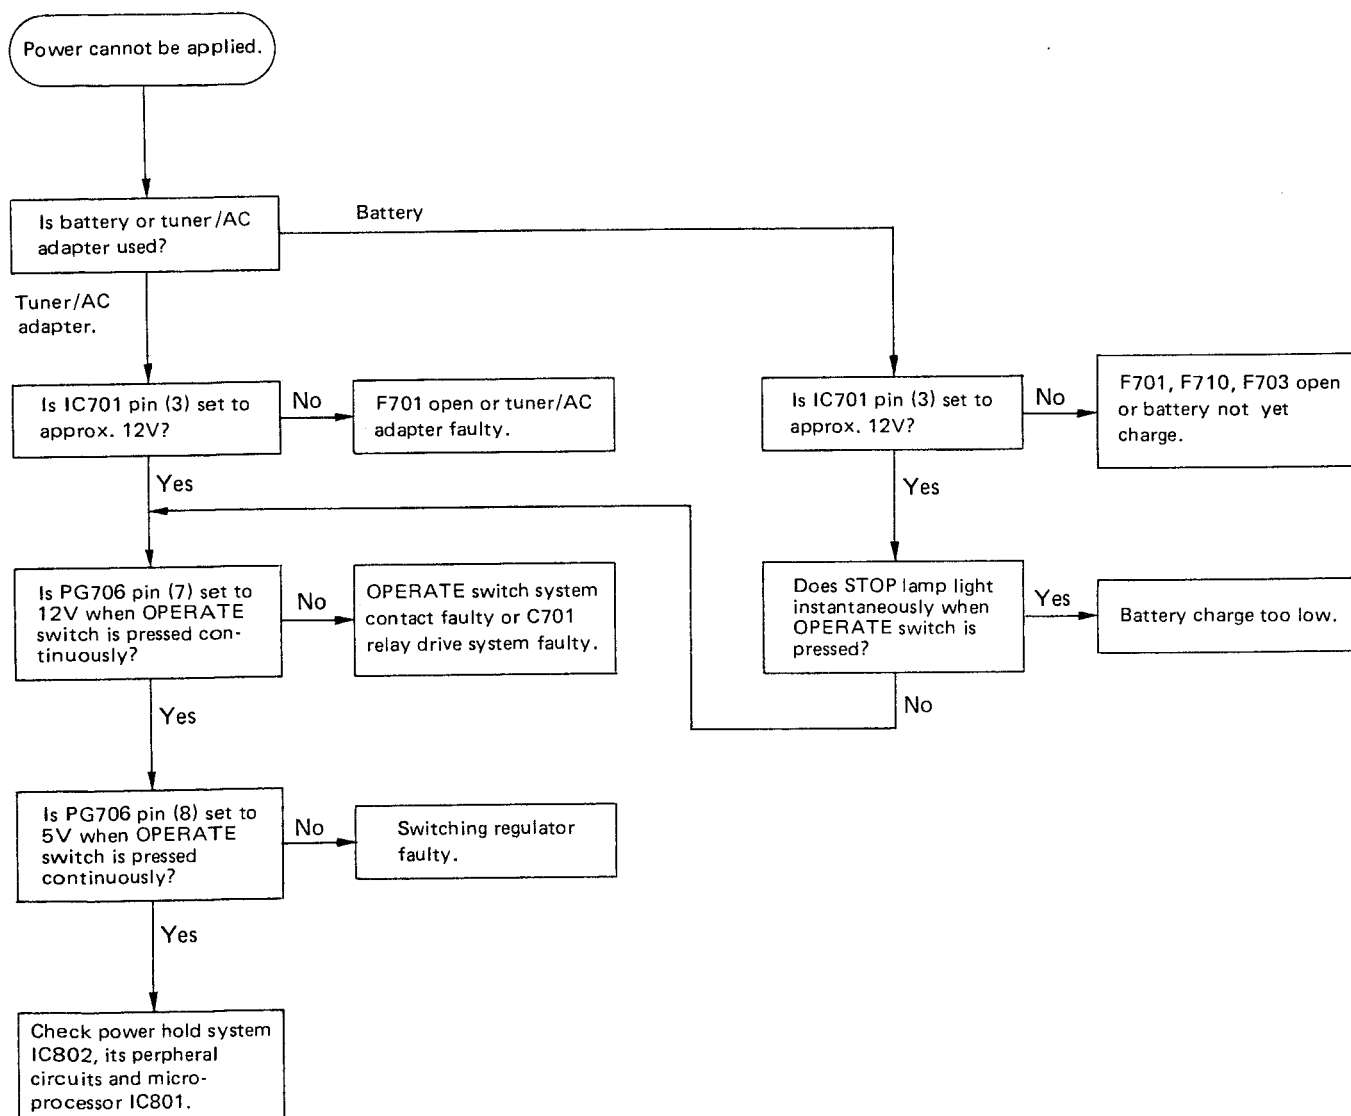 Power cannot be applied.
Is battery or tuner/AC
adapter used?
Battery
Tuner/AC
adapter.
Is IC701 pin (3) set to
approx. 12V?
No
F701 open or tuner/AC
adapter faulty.
Is IC701 pin (3) set to
approx. 12V?
No
F701, F710, F703 open
or battery not yet
charge.
Yes
Yes
Is PG706 pin (7) set to
12V when OPERATE
switch is pressed con-
tinuously?
No
OPERATE switch system
contact faulty or C701
relay drive system faulty.
Does STOP lamp light
instantaneously when
OPERATE switch is
pressed?
Yes
Battery charge too low.
No
Yes
Is PG706 pin (8) set to
5V when OPERATE
switch is pressed
continuously?
No
Switching regulator
faulty.
Yes
Check power hold system
IC802, its perpheral
circuits and micro-
processor IC801.